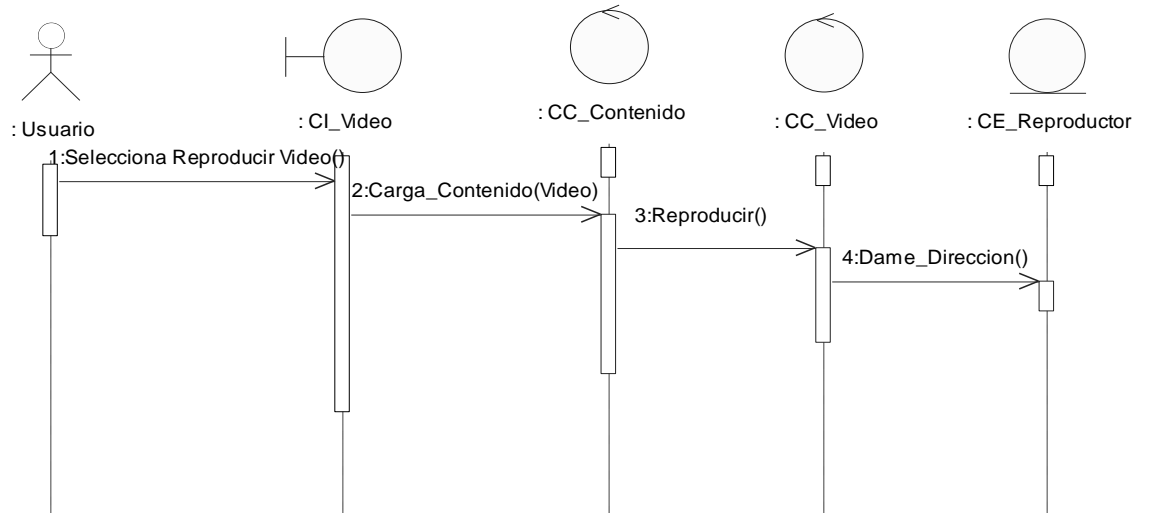 : Usuario
: CI_Video
: CC_Contenido
: CC_Video
: CE_Reproductor
1:Selecciona Reproducir Video()
2:Carga_Contenido(Video)
3:Reproducir()
4:Dame_Direccion()